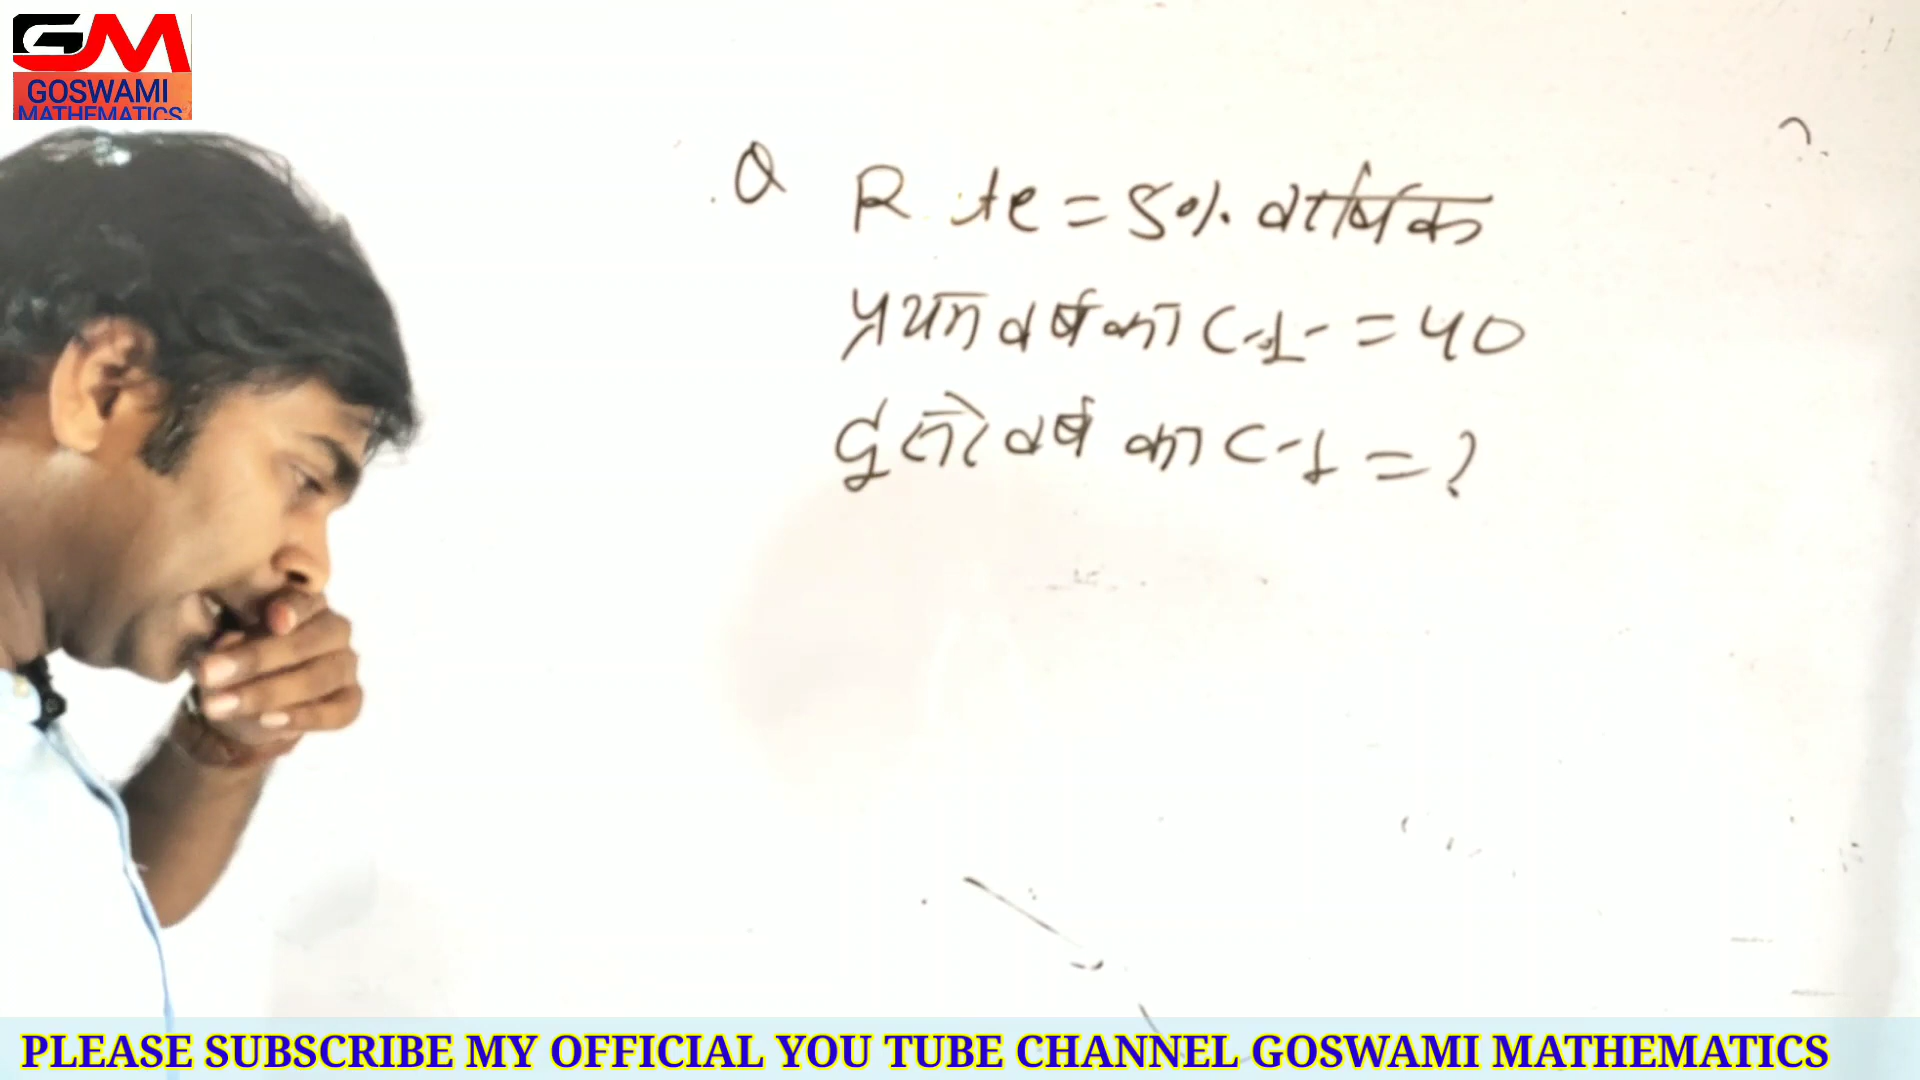 GM
GOSWAMI
MATHEMATICS
Q Rate = 5% वार्षिक
प्रथम वर्ष का C.I. = 40
दुसरे वर्ष का C.I = ?
PLEASE SUBSCRIBE MY OFFICIAL YOU TUBE CHANNEL GOSWAMI MATHEMATICS